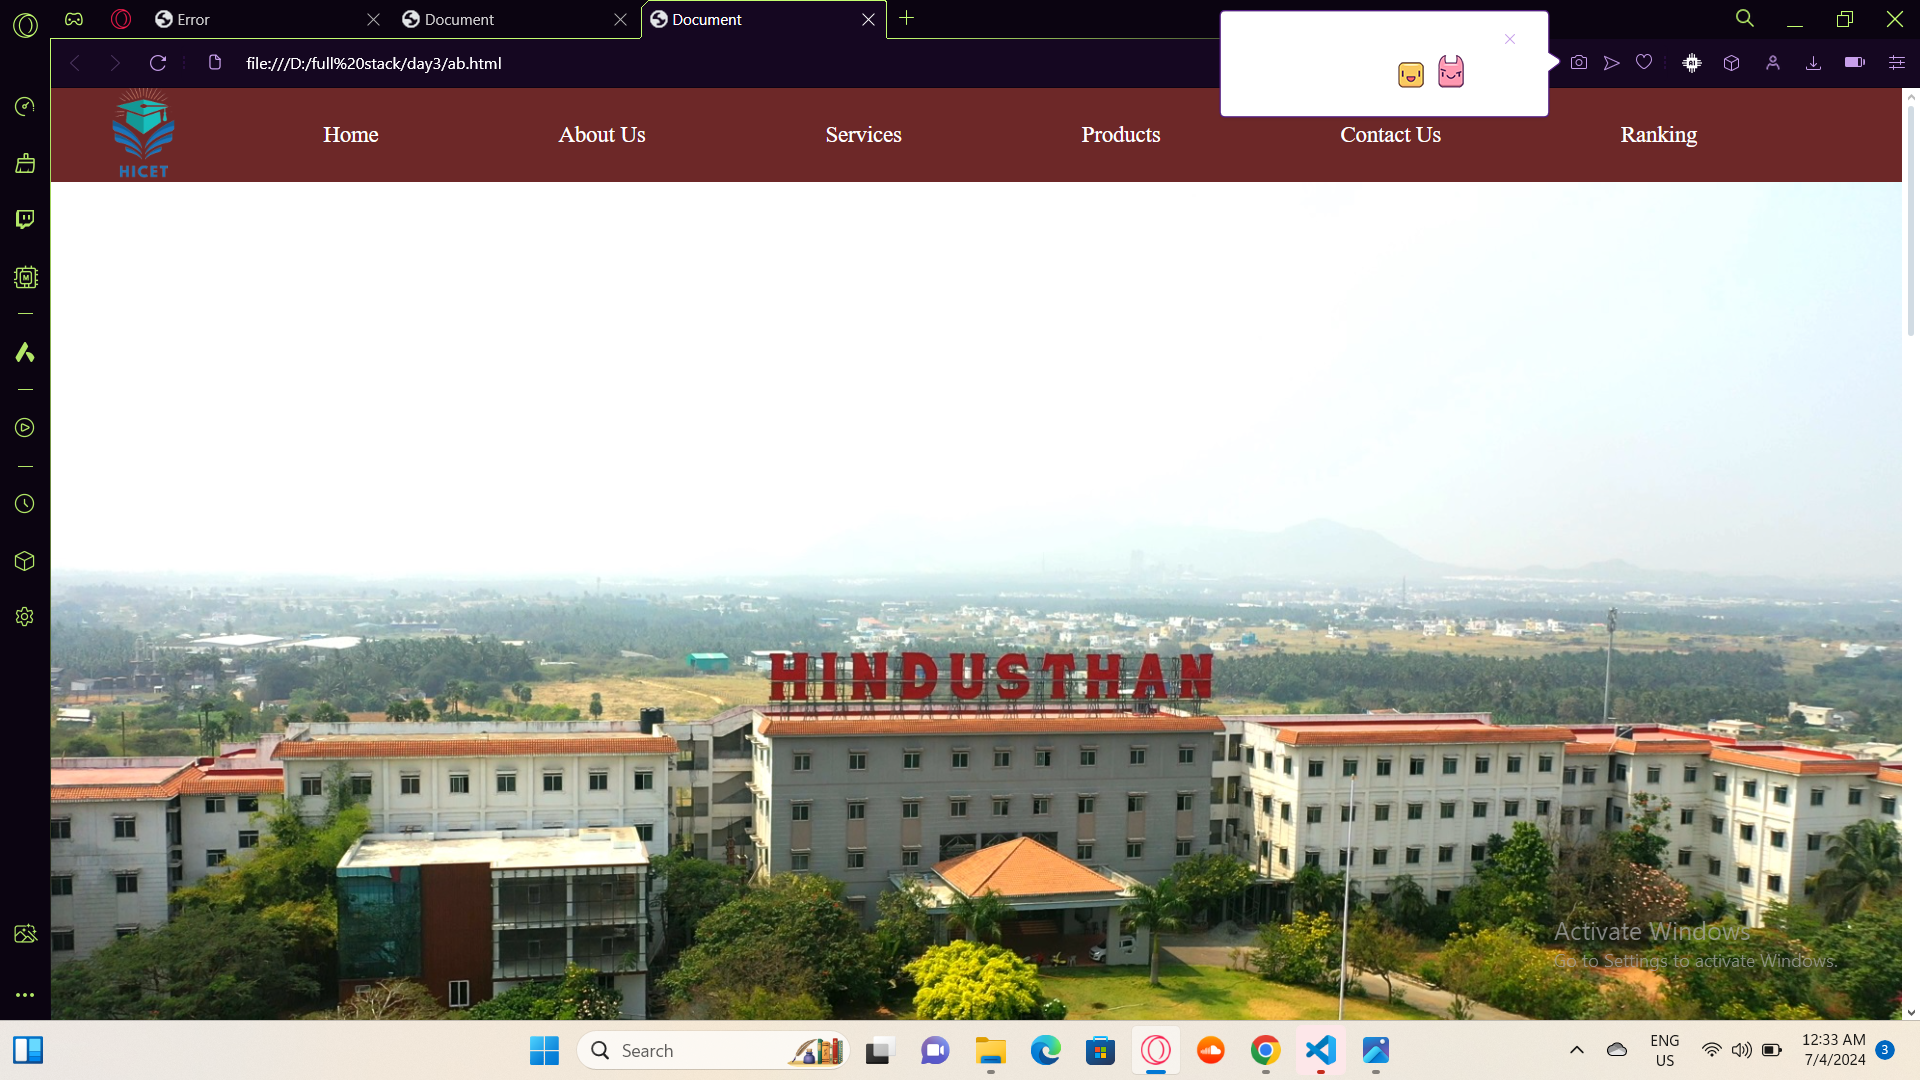 Error
Document
Document
file:///D:/full%20stack/day3/ab.html
HICET
Home
About Us
Services
Products
Contact Us
Ranking
HINDUSTHAN
Activate Windows
Go to Settings to activate Windows.
Search
ENG
US
12:33 AM
7/4/2024
3